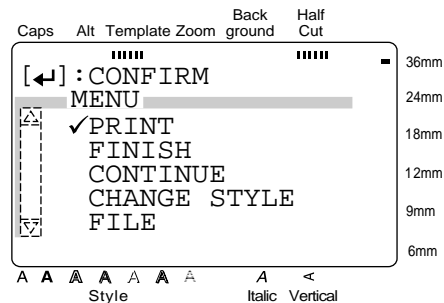 Caps Alt Template Zoom Back ground Half Cut
[↵]:CONFIRM
MENU
✓PRINT
FINISH
CONTINUE
CHANGE STYLE
FILE
36mm
24mm
18mm
12mm
9mm
6mm
A A A A A A A A A
Style Italic Vertical